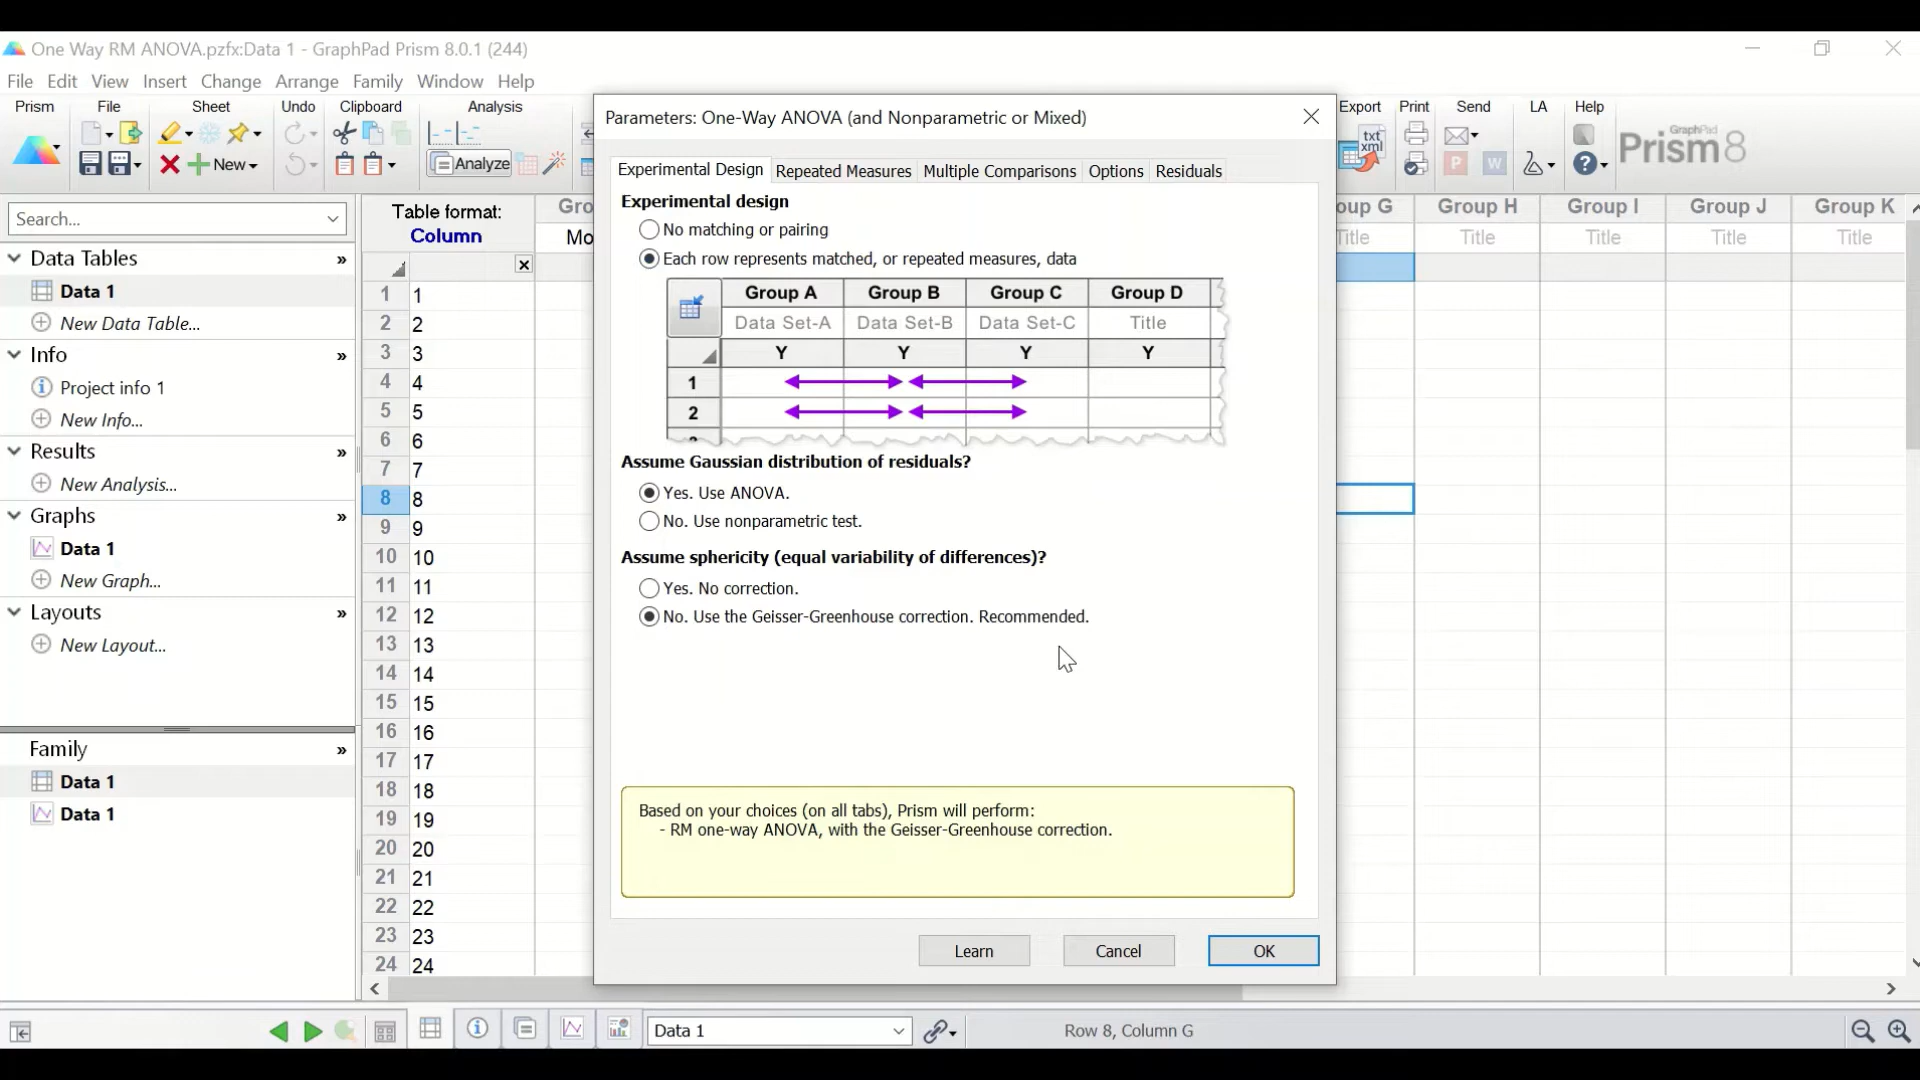 One Way RM ANOVA.pzfx:Data 1 - GraphPad Prism 8.0.1 (244)
File Edit View Insert Change Arrange Family Window Help
Prism File Sheet Undo Clipboard Analysis Export Print Send LA Help
New
Analyze
txt
xml
P W
GraphPad
Prism 8
Search...
Data Tables »
Data 1
New Data Table...
Info »
Project info 1
New Info...
Results »
New Analysis...
Graphs »
Data 1
New Graph...
Layouts »
New Layout...
Family »
Data 1
Data 1
Table format:
Column
Gro
Mo
oup G Group H Group I Group J Group K
Title Title Title Title Title
1 1
2 2
3 3
4 4
5 5
6 6
7 7
8 8
9 9
10 10
11 11
12 12
13 13
14 14
15 15
16 16
17 17
18 18
19 19
20 20
21 21
22 22
23 23
24 24
Parameters: One-Way ANOVA (and Nonparametric or Mixed)
Experimental Design Repeated Measures Multiple Comparisons Options Residuals
Experimental design
No matching or pairing
Each row represents matched, or repeated measures, data
Group A Group B Group C Group D
Data Set-A Data Set-B Data Set-C Title
Y Y Y Y
1
2
Assume Gaussian distribution of residuals?
Yes. Use ANOVA.
No. Use nonparametric test.
Assume sphericity (equal variability of differences)?
Yes. No correction.
No. Use the Geisser-Greenhouse correction. Recommended.
Based on your choices (on all tabs), Prism will perform:
- RM one-way ANOVA, with the Geisser-Greenhouse correction.
Learn Cancel OK
Data 1
Row 8, Column G